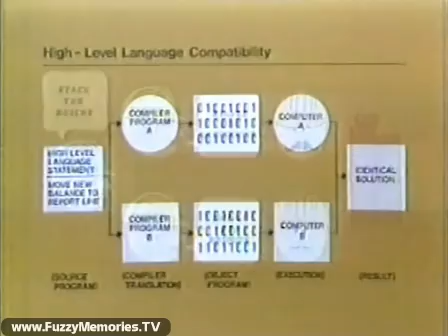 High - Level Language Compatibility
HIGH LEVEL
LANGUAGE
STATEMENT
MOVE NEW
BALANCE TO
REPORT LINE
COMPILER
PROGRAM
A
COMPUTER
A
IDENTICAL
SOLUTION
COMPILER
PROGRAM
B
COMPUTER
B
(SOURCE
PROGRAM)
(COMPILER
TRANSLATION)
(OBJECT
PROGRAM)
(EXECUTION)
(RESULT)
www.FuzzyMemories.TV